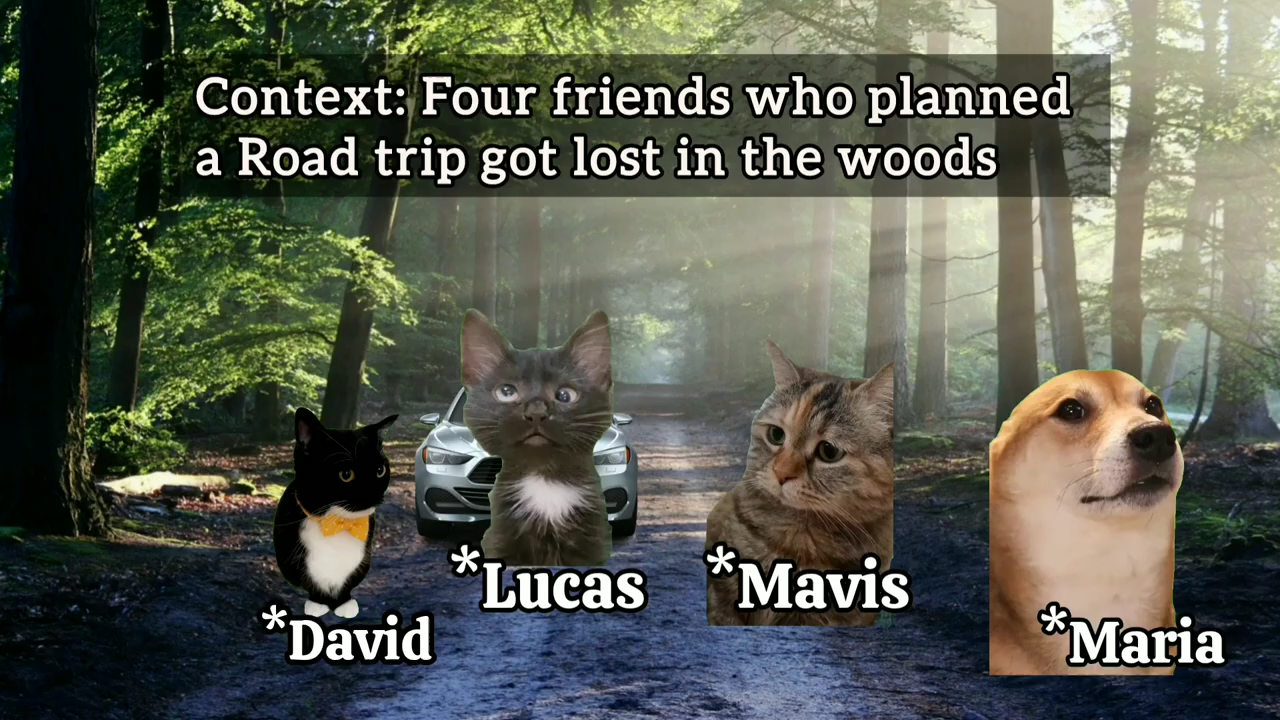 Context: Four friends who planned
a Road trip got lost in the woods
*Lucas
*Mavis
*David
*Maria